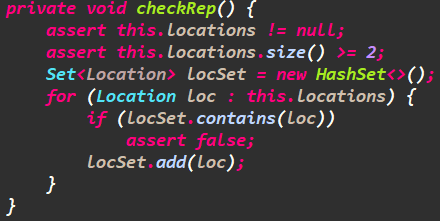 private void checkRep() {
    assert this.locations != null;
    assert this.locations.size() >= 2;
    Set<Location> locSet = new HashSet<>();
    for (Location loc : this.locations) {
        if (locSet.contains(loc))
            assert false;
        locSet.add(loc);
    }
}